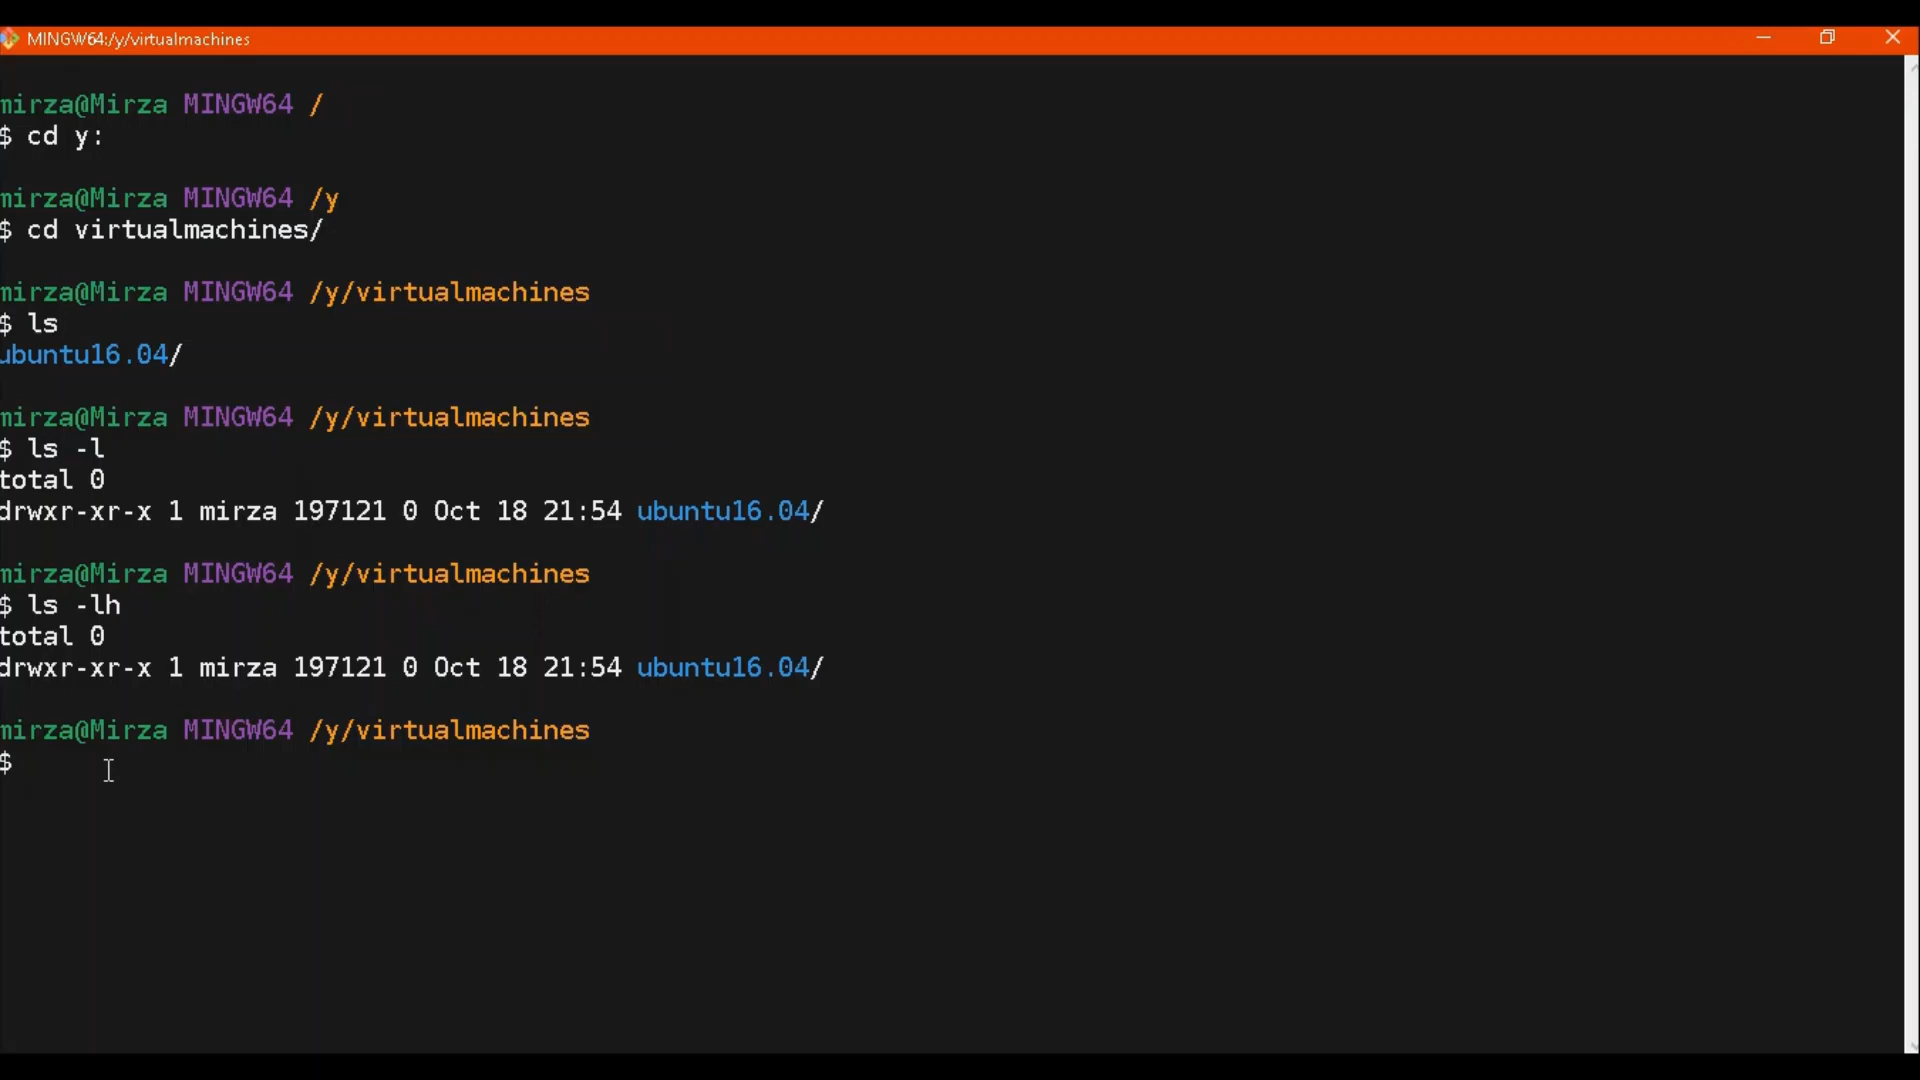 MINGW64:/y/virtualmachines
mirza@Mirza MINGW64 /
$ cd y:
mirza@Mirza MINGW64 /y
$ cd virtualmachines/
mirza@Mirza MINGW64 /y/virtualmachines
$ ls
ubuntu16.04/
mirza@Mirza MINGW64 /y/virtualmachines
$ ls -l
total 0
drwxr-xr-x 1 mirza 197121 0 Oct 18 21:54 ubuntu16.04/
mirza@Mirza MINGW64 /y/virtualmachines
$ ls -lh
total 0
drwxr-xr-x 1 mirza 197121 0 Oct 18 21:54 ubuntu16.04/
mirza@Mirza MINGW64 /y/virtualmachines
$